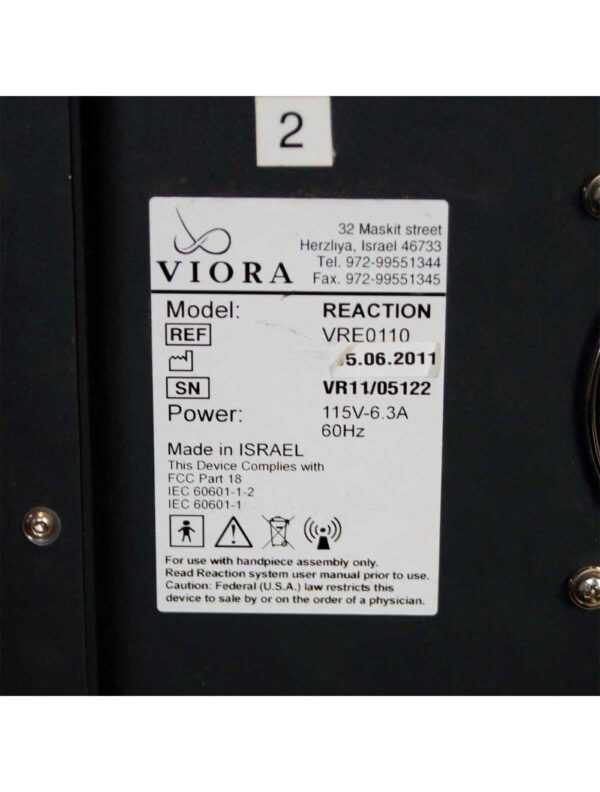 2
32 Maskit street
Herzliya, Israel 46733
Tel. 972-99551344
Fax. 972-99551345
VIORA
Model: REACTION
REF VRE0110
5.06.2011
SN VR11/05122
Power: 115V-6.3A
60Hz
Made in ISRAEL
This Device Complies with
FCC Part 18
IEC 60601-1-2
IEC 60601-1
For use with handpiece assembly only.
Read Reaction system user manual prior to use.
Caution: Federal (U.S.A.) law restricts this
device to sale by or on the order of a physician.